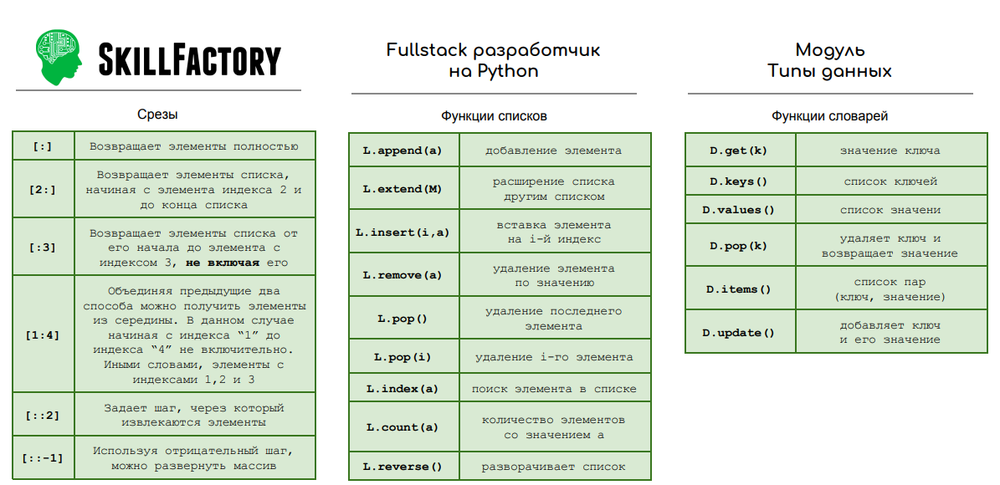 SKILLFACTORY
Срезы
[:]
Возвращает элементы полностью
[2:]
Возвращает элементы списка,
начиная с элемента индекса 2 и
до конца списка
[:3]
Возвращает элементы списка от
его начала до элемента с
индексом 3, не включая его
[1:4]
Объединяя предыдущие два
способа можно получить элементы
из середины. В данном случае
начиная с индекса “1” до
индекса “4” не включительно.
Иными словами, элементы с
индексами 1,2 и 3
[::2]
Задает шаг, через который
извлекаются элементы
[::-1]
Используя отрицательный шаг,
можно развернуть массив
Fullstack разработчик
на Python
Функции списков
L.append(a)
добавление элемента
L.extend(M)
расширение списка
другим списком
L.insert(i,a)
вставка элемента
на i-й индекс
L.remove(a)
удаление элемента
по значению
L.pop()
удаление последнего
элемента
L.pop(i)
удаление i-го элемента
L.index(a)
поиск элемента в списке
L.count(a)
количество элементов
со значением a
L.reverse()
разворачивает список
Модуль
Типы данных
Функции словарей
D.get(k)
значение ключа
D.keys()
список ключей
D.values()
список значени
D.pop(k)
удаляет ключ и
возвращает значение
D.items()
список пар
(ключ, значение)
D.update()
добавляет ключ
и его значение